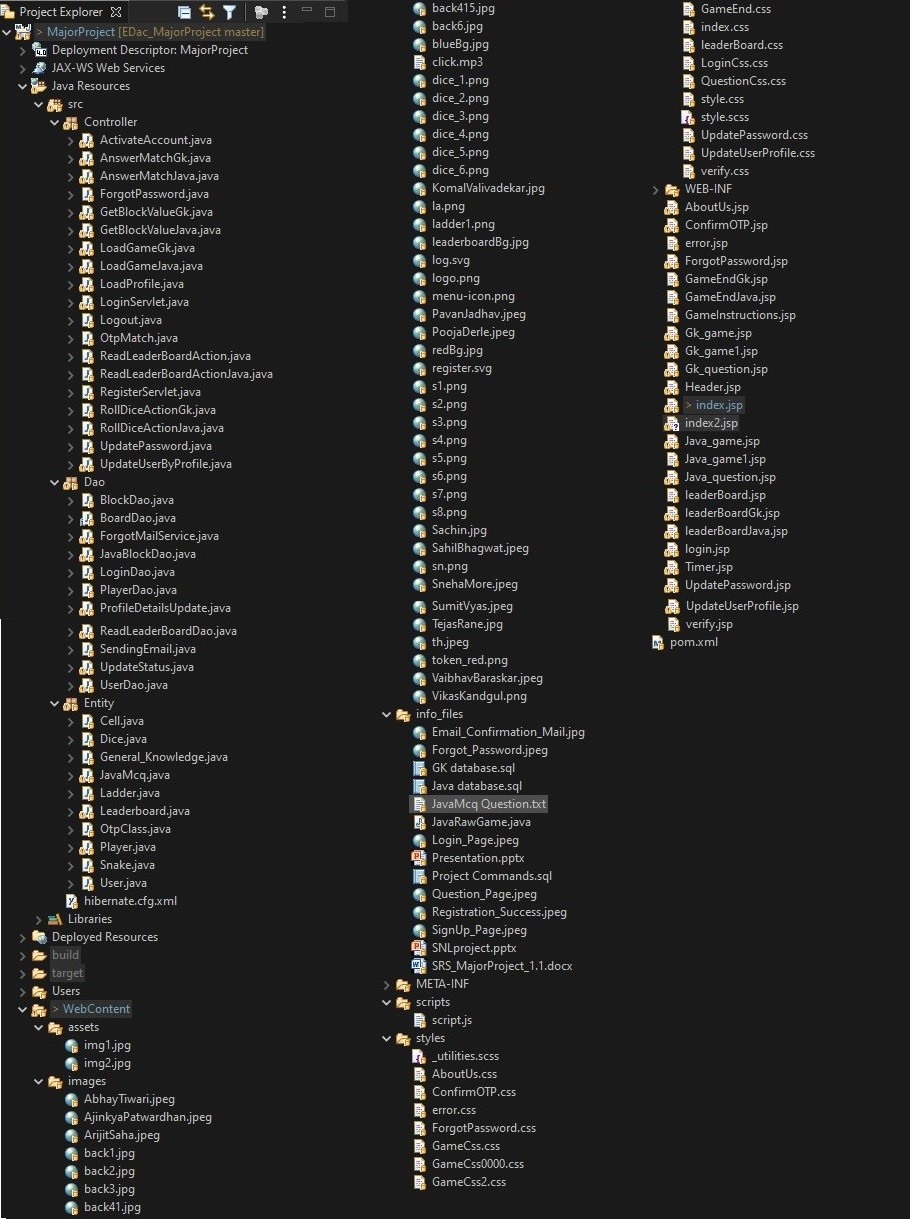 Project Explorer
> MajorProject [EDac_MajorProject master]
Deployment Descriptor: MajorProject
JAX-WS Web Services
Java Resources
src
Controller
ActivateAccount.java
AnswerMatchGk.java
AnswerMatchJava.java
ForgotPassword.java
GetBlockValueGk.java
GetBlockValueJava.java
LoadGameGk.java
LoadGameJava.java
LoadProfile.java
LoginServlet.java
Logout.java
OtpMatch.java
ReadLeaderBoardAction.java
ReadLeaderBoardActionJava.java
RegisterServlet.java
RollDiceActionGk.java
RollDiceActionJava.java
UpdatePassword.java
UpdateUserByProfile.java
Dao
BlockDao.java
BoardDao.java
ForgotMailService.java
JavaBlockDao.java
LoginDao.java
PlayerDao.java
ProfileDetailsUpdate.java
ReadLeaderBoardDao.java
SendingEmail.java
UpdateStatus.java
UserDao.java
Entity
Cell.java
Dice.java
General_Knowledge.java
JavaMcq.java
Ladder.java
Leaderboard.java
OtpClass.java
Player.java
Snake.java
User.java
hibernate.cfg.xml
Libraries
Deployed Resources
build
target
Users
> WebContent
assets
img1.jpg
img2.jpg
images
AbhayTiwari.jpeg
AjinkyaPatwardhan.jpeg
ArijitSaha.jpeg
back1.jpg
back2.jpg
back3.jpg
back41.jpg
back415.jpg
back6.jpg
blueBg.jpg
click.mp3
dice_1.png
dice_2.png
dice_3.png
dice_4.png
dice_5.png
dice_6.png
KomalValivadekar.jpg
la.png
ladder1.png
leaderboardBg.jpg
log.svg
logo.png
menu-icon.png
PavanJadhav.jpeg
PoojaDerle.jpeg
redBg.jpg
register.svg
s1.png
s2.png
s3.png
s4.png
s5.png
s6.png
s7.png
s8.png
Sachin.jpg
SahilBhagwat.jpeg
sn.png
SnehaMore.jpeg
SumitVyas.jpeg
TejasRane.jpg
th.jpeg
token_red.png
VaibhavBaraskar.jpeg
VikasKandgul.png
info_files
Email_Confirmation_Mail.jpg
Forgot_Password.jpeg
GK database.sql
Java database.sql
JavaMcq Question.txt
JavaRawGame.java
Login_Page.jpeg
Presentation.pptx
Project Commands.sql
Question_Page.jpeg
Registration_Success.jpeg
SignUp_Page.jpeg
SNLproject.pptx
SRS_MajorProject_1.1.docx
META-INF
scripts
script.js
styles
_utilities.scss
AboutUs.css
ConfirmOTP.css
error.css
ForgotPassword.css
GameCss.css
GameCss0000.css
GameCss2.css
GameEnd.css
index.css
leaderBoard.css
LoginCss.css
QuestionCss.css
style.css
style.scss
UpdatePassword.css
UpdateUserProfile.css
verify.css
WEB-INF
AboutUs.jsp
ConfirmOTP.jsp
error.jsp
ForgotPassword.jsp
GameEndGk.jsp
GameEndJava.jsp
GameInstructions.jsp
Gk_game.jsp
Gk_game1.jsp
Gk_question.jsp
Header.jsp
> index.jsp
index2.jsp
Java_game.jsp
Java_game1.jsp
Java_question.jsp
leaderBoard.jsp
leaderBoardGk.jsp
leaderBoardJava.jsp
login.jsp
Timer.jsp
UpdatePassword.jsp
UpdateUserProfile.jsp
verify.jsp
pom.xml